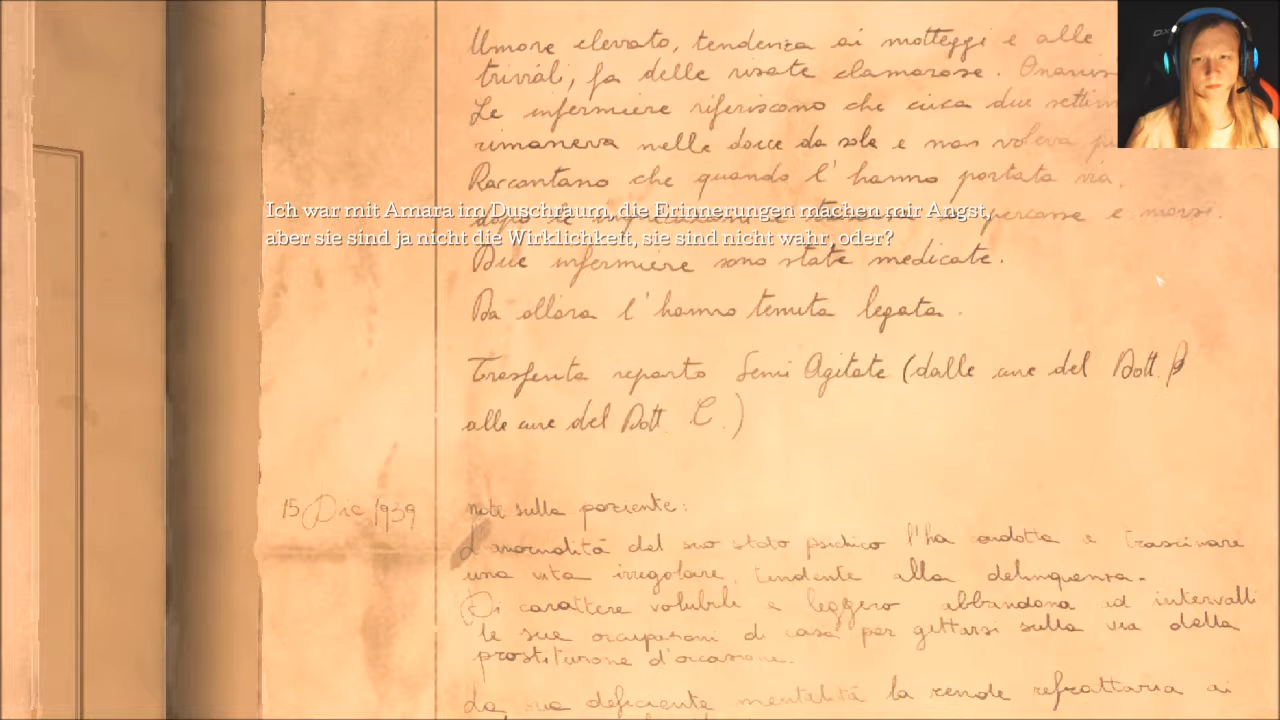 Umore elevato, tendenza ai motteggi e alle
triviali, fa delle risate clamorose.
Le infermiere riferiscono che circa due
rimaneva nelle docce da sola e non voleva
Raccontano che quando l'hanno portata via,
Ich war mit Amara im Duschraum, die Erinnerungen machen mir Angst,
percosse e morsi.
aber sie sind ja nicht die Wirklichkeit, sie sind nicht wahr, oder?
Due infermiere sono state medicate.
Da allora l'hanno tenuta legata.
Trasferita reparto Semi Agitate (dalle cure del Dott. B
alle cure del Dott. C.)
15 Dic 1939
note sulla paziente:
L'anormalità del suo stato psichico l'ha condotta a trascinare
una vita irregolare, tendente alla delinquenza.
Di carattere volubile e leggero abbandona ad intervalli
le sue occupazioni di casa per gettarsi sulla via della
prostituzione d'occasione.
La sua deficiente mentalità la rende refrattaria ai